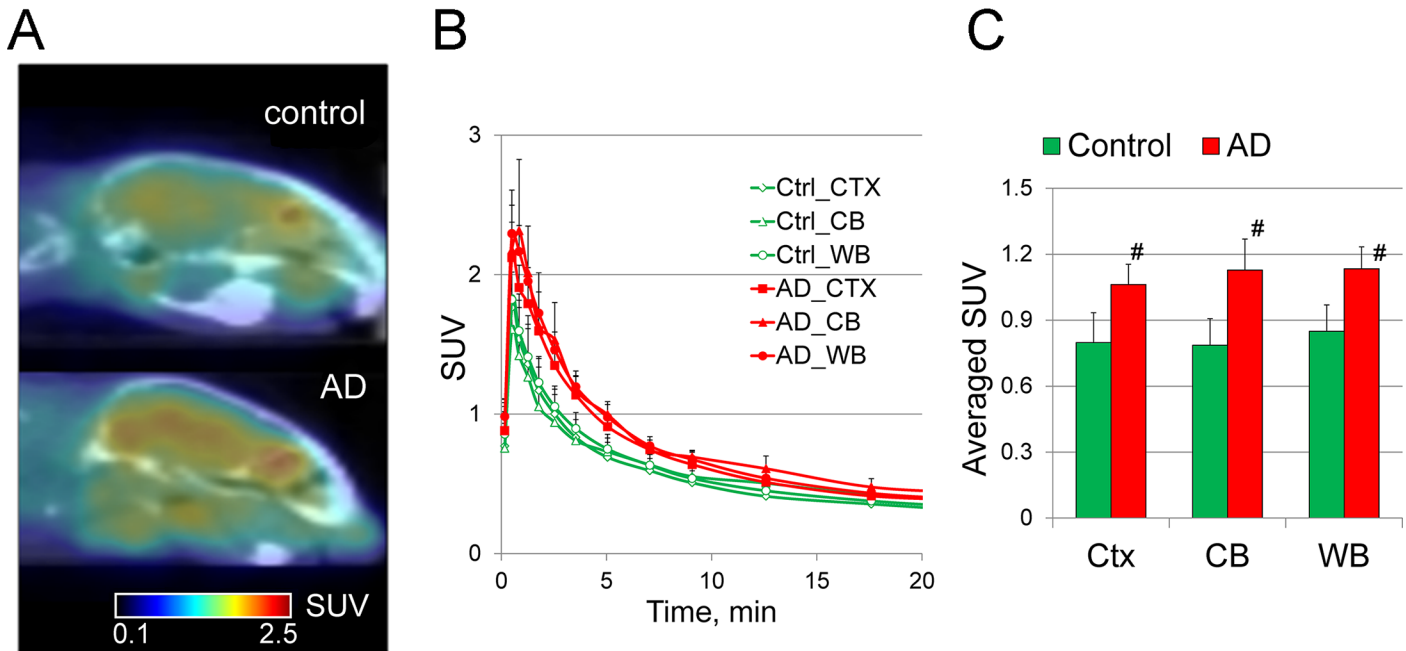 A
control
AD
SUV
0.1 2.5
B
3
2
1
0
SUV
0 5 10 15 20
Time, min
Ctrl_CTX
Ctrl_CB
Ctrl_WB
AD_CTX
AD_CB
AD_WB
C
Control AD
1.5
1.2
0.9
0.6
0.3
0
Averaged SUV
# # #
Ctx CB WB